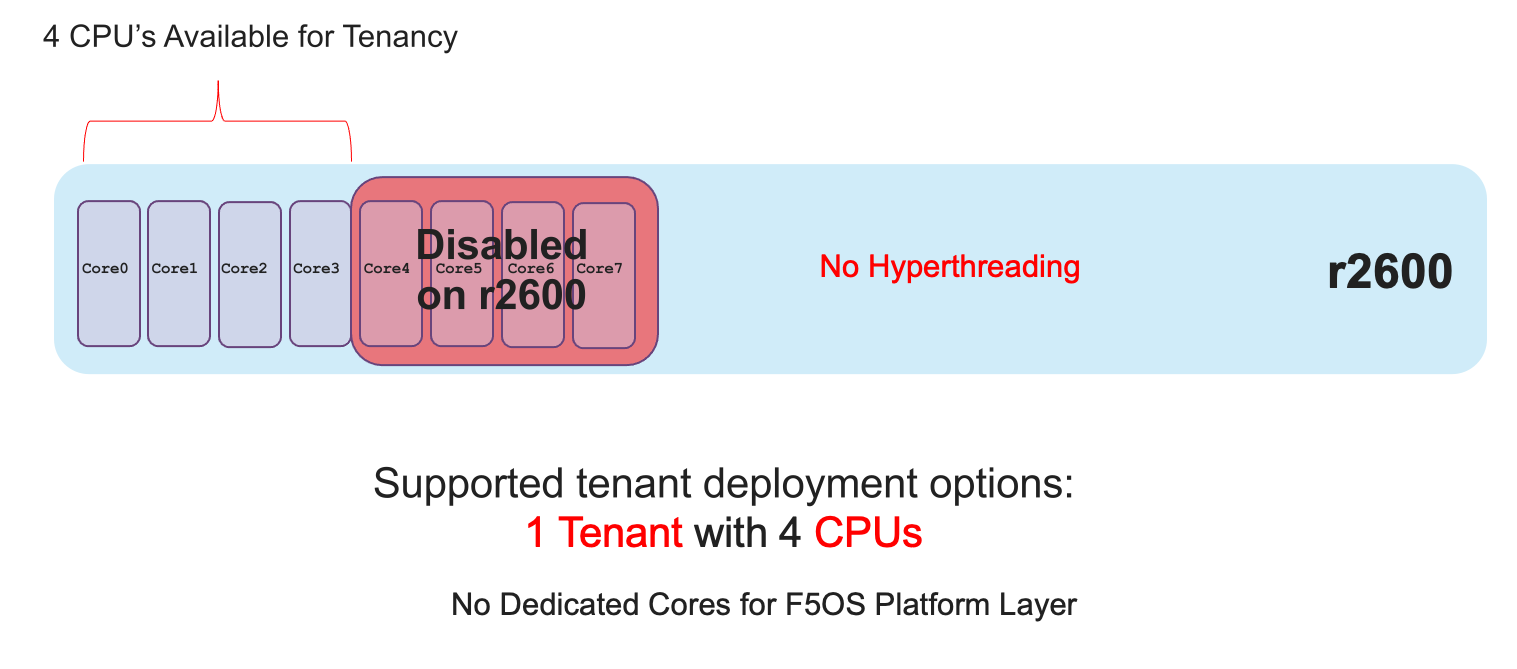 4 CPU’s Available for Tenancy
Core0 Core1 Core2 Core3 Core4 Core5 Core6 Core7
Disabled
on r2600
No Hyperthreading
r2600
Supported tenant deployment options:
1 Tenant with 4 CPUs
No Dedicated Cores for F5OS Platform Layer